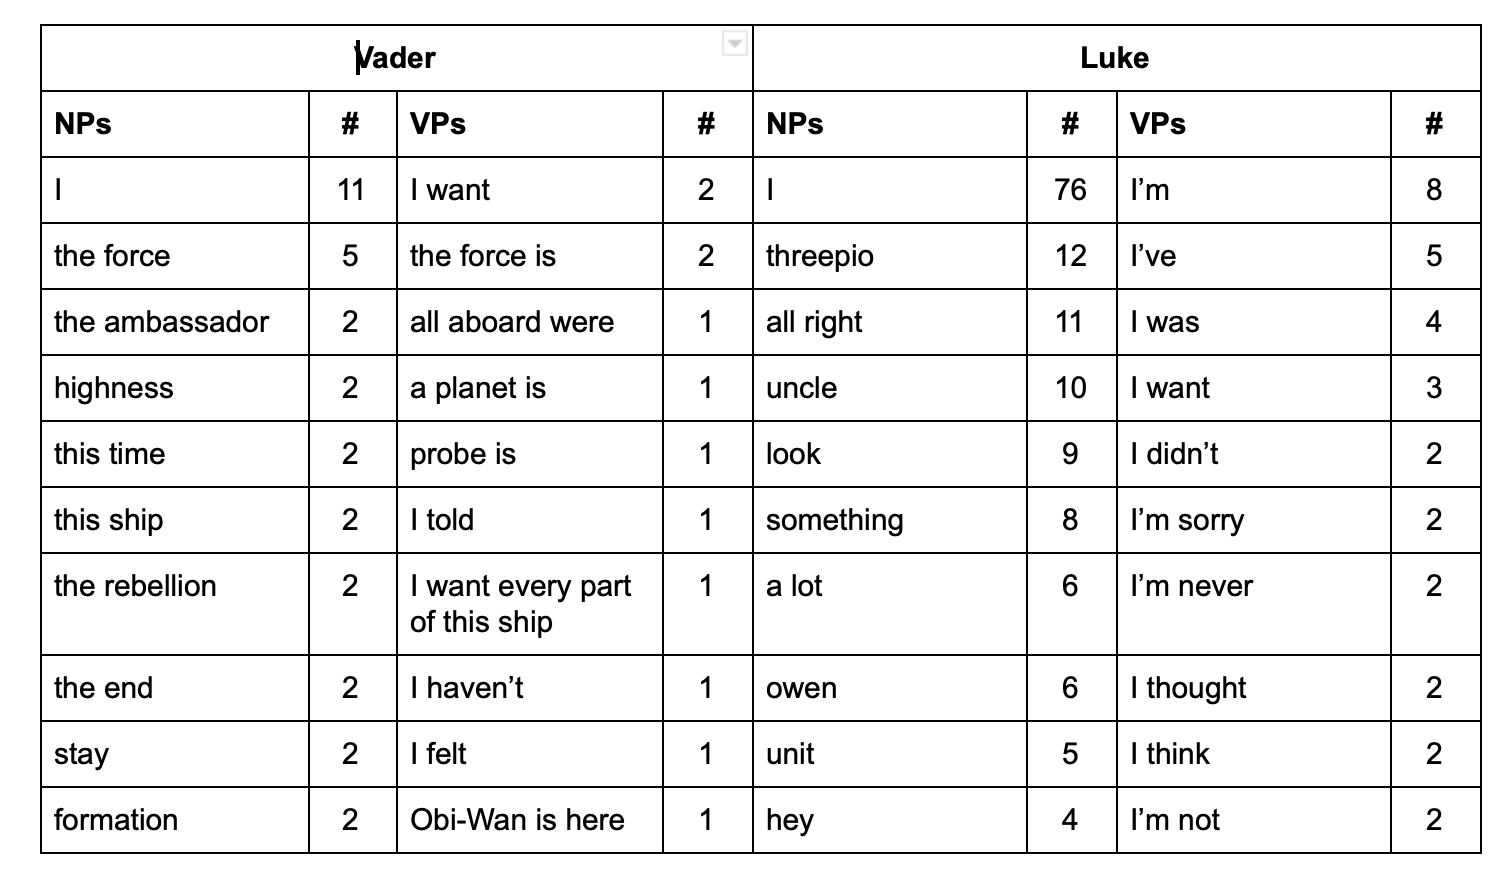 Vader Luke
NPs # VPs # NPs # VPs #
I 11 I want 2 I 76 I’m 8
the force 5 the force is 2 threepio 12 I’ve 5
the ambassador 2 all aboard were 1 all right 11 I was 4
highness 2 a planet is 1 uncle 10 I want 3
this time 2 probe is 1 look 9 I didn’t 2
this ship 2 I told 1 something 8 I’m sorry 2
the rebellion 2 I want every part 1 a lot 6 I’m never 2
of this ship
the end 2 I haven’t 1 owen 6 I thought 2
stay 2 I felt 1 unit 5 I think 2
formation 2 Obi-Wan is here 1 hey 4 I’m not 2